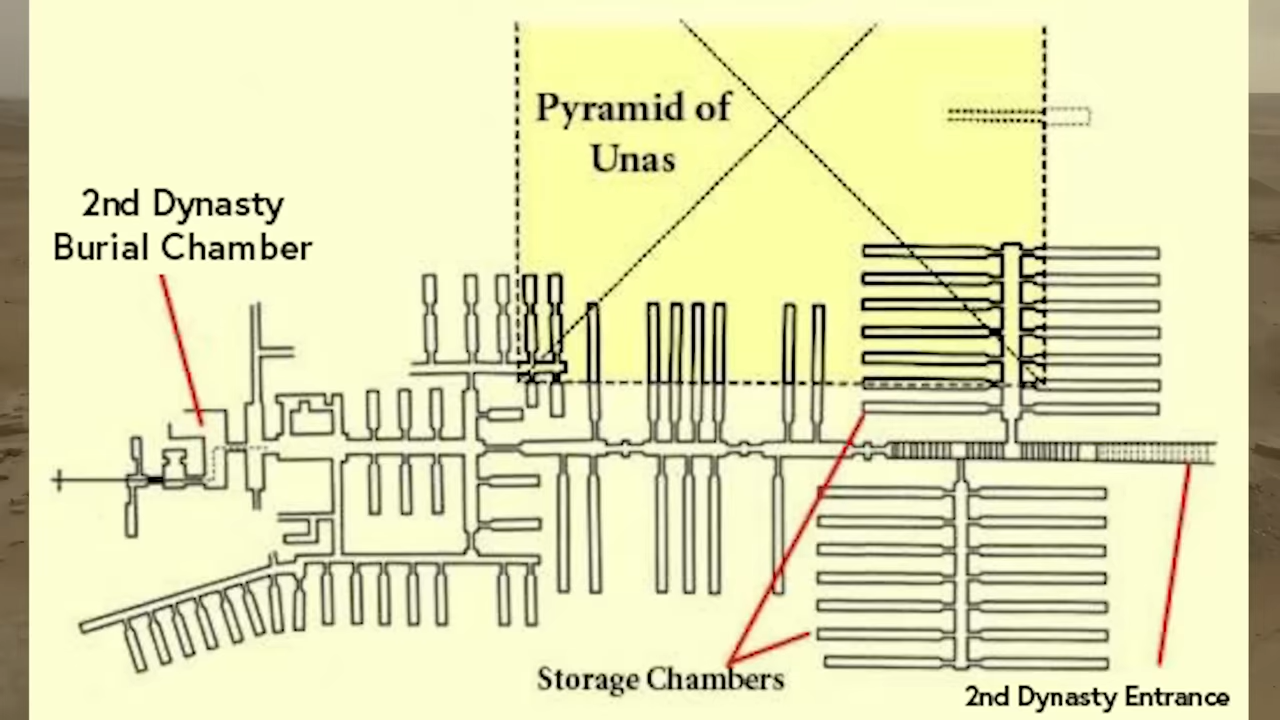 Pyramid of
Unas
2nd Dynasty
Burial Chamber
Storage Chambers
2nd Dynasty Entrance